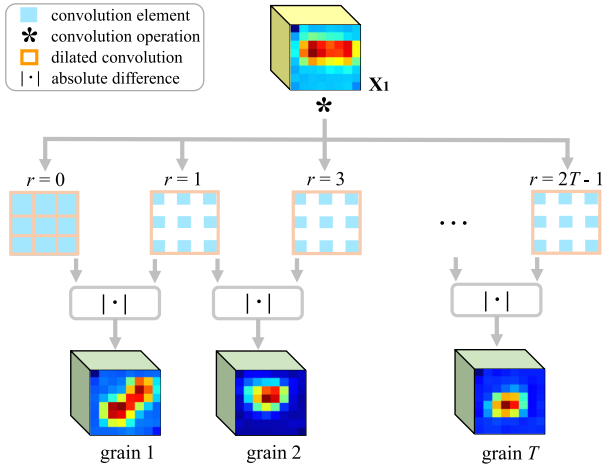 convolution element
* convolution operation
dilated convolution
|·| absolute difference
X1
*
r = 0
r = 1
r = 3
r = 2T - 1
...
|·|
|·|
|·|
grain 1
grain 2
grain T